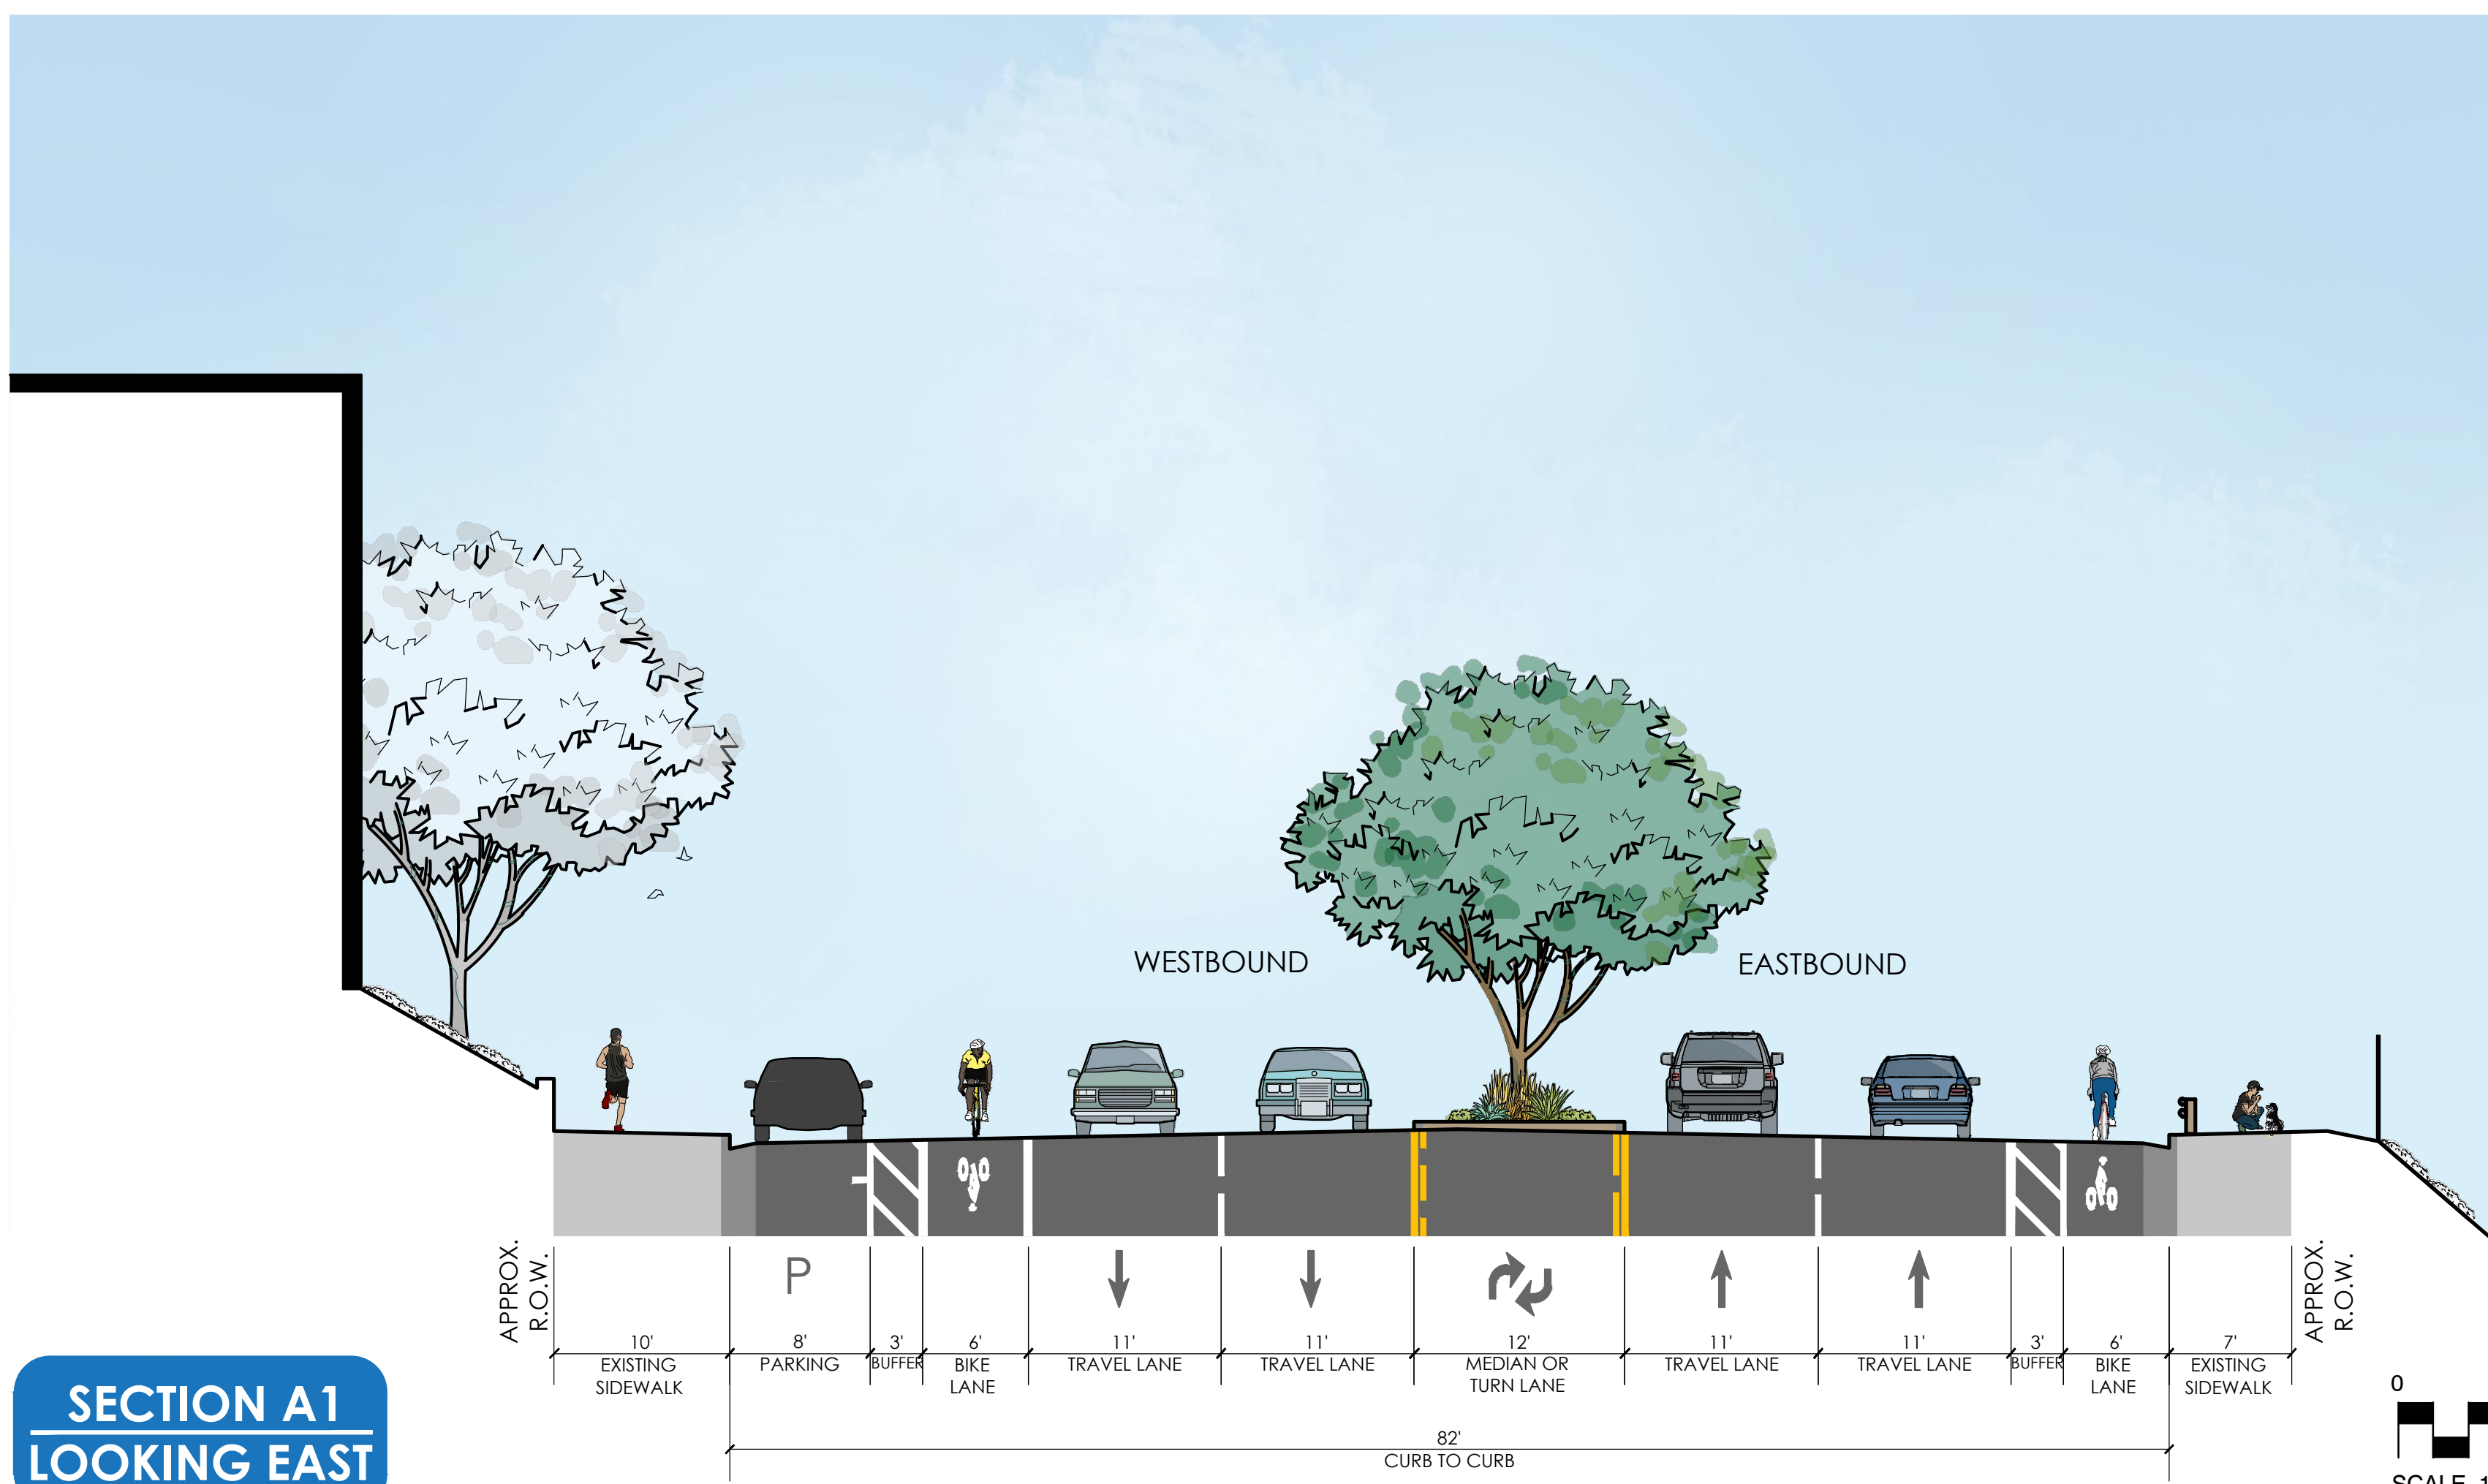 WESTBOUND
EASTBOUND
APPROX.
R.O.W.
P
APPROX.
R.O.W.
10'
EXISTING
SIDEWALK
8'
PARKING
3'
BUFFER
6'
BIKE
LANE
11'
TRAVEL LANE
11'
TRAVEL LANE
12'
MEDIAN OR
TURN LANE
11'
TRAVEL LANE
11'
TRAVEL LANE
3'
BUFFER
6'
BIKE
LANE
7'
EXISTING
SIDEWALK
82'
CURB TO CURB
SECTION A1
LOOKING EAST
0